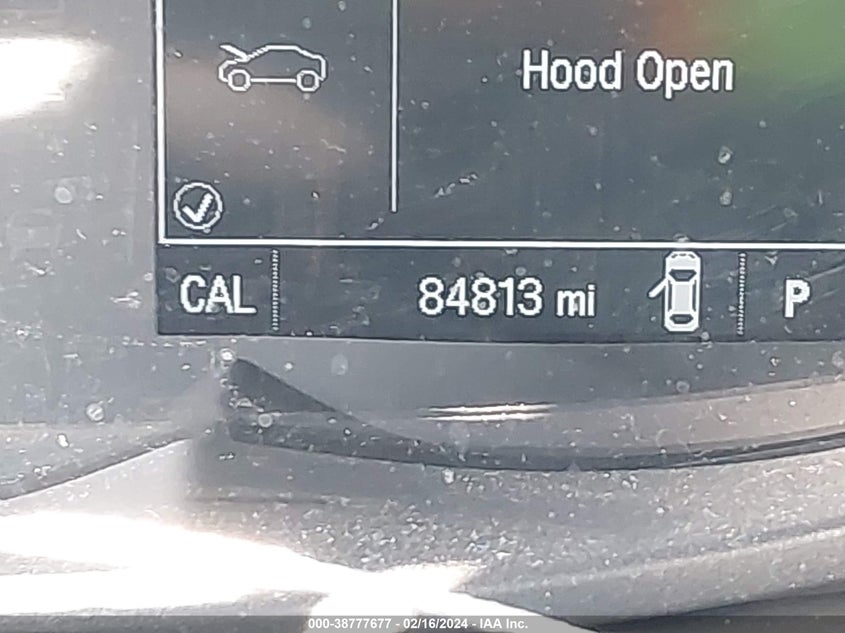 Hood Open
CAL 84813 mi P
000-38777677 - 02/16/2024 - IAA Inc.